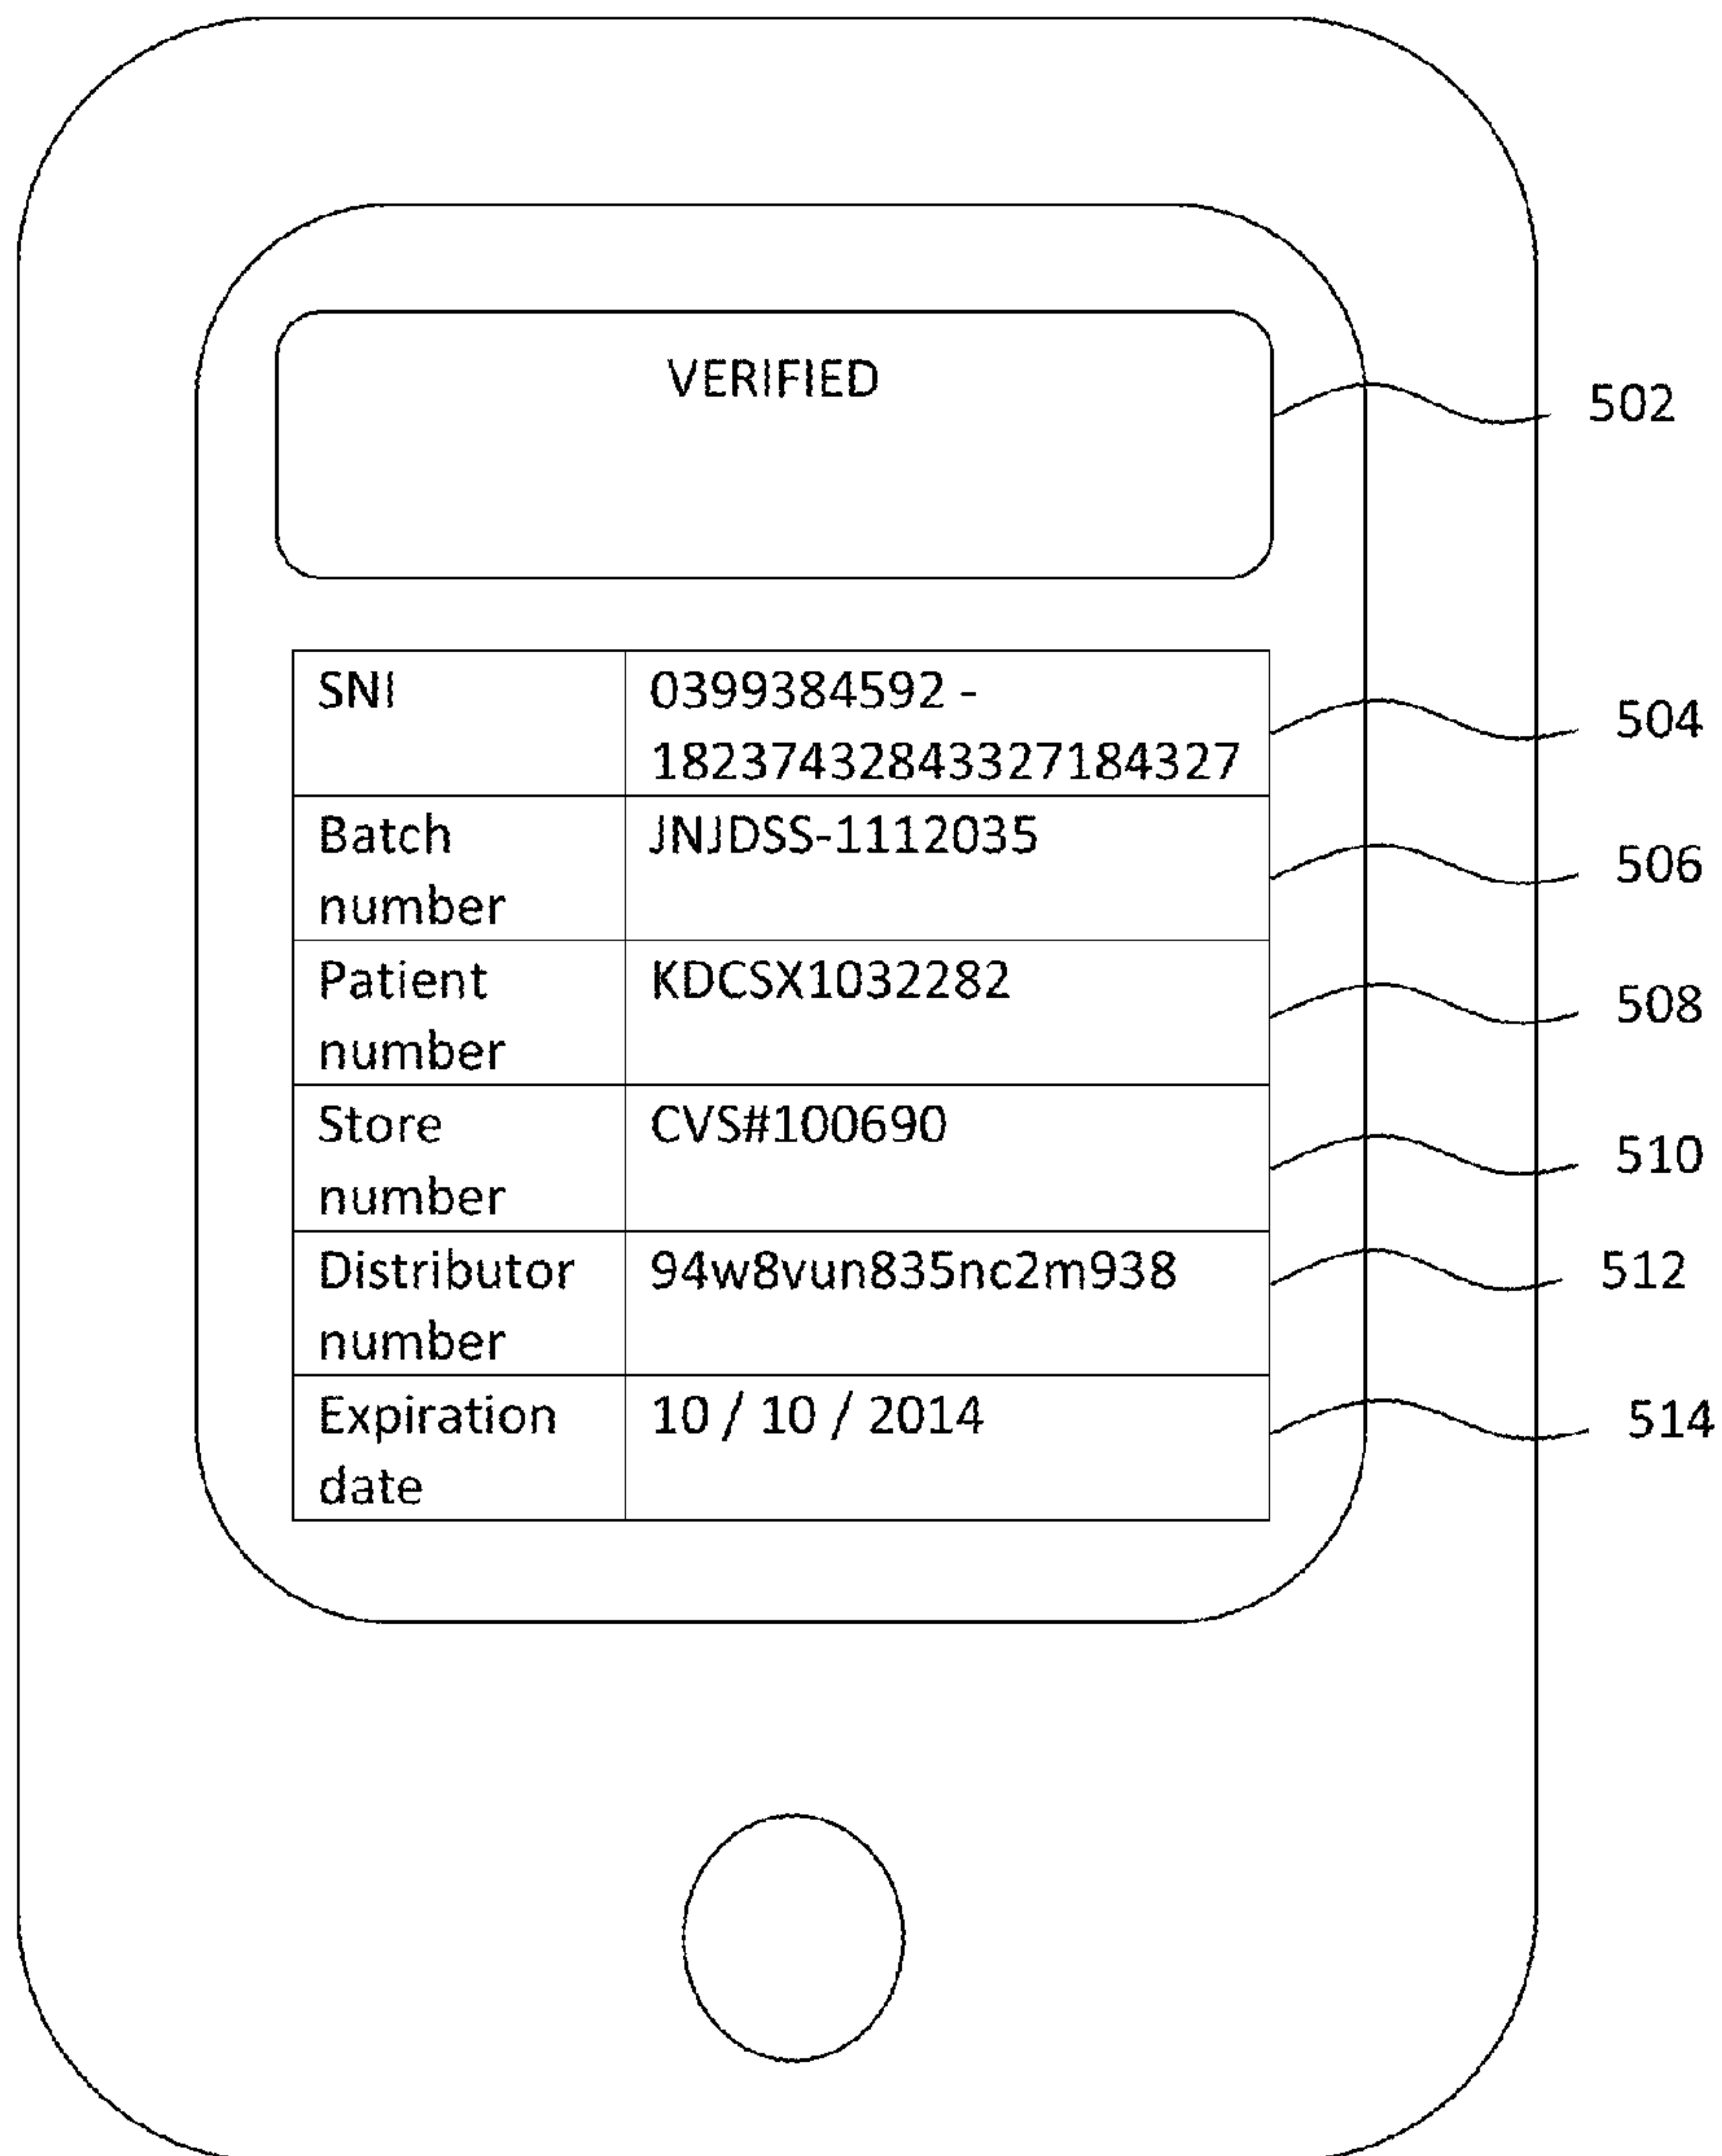 VERIFIED
502
SNI 0399384592 -
18237432843327184327
504
Batch JNJDSS-1112035
number
506
Patient KDCSX1032282
number
508
Store CVS#100690
number
510
Distributor 94w8vun835nc2m938
number
512
Expiration 10 / 10 / 2014
date
514